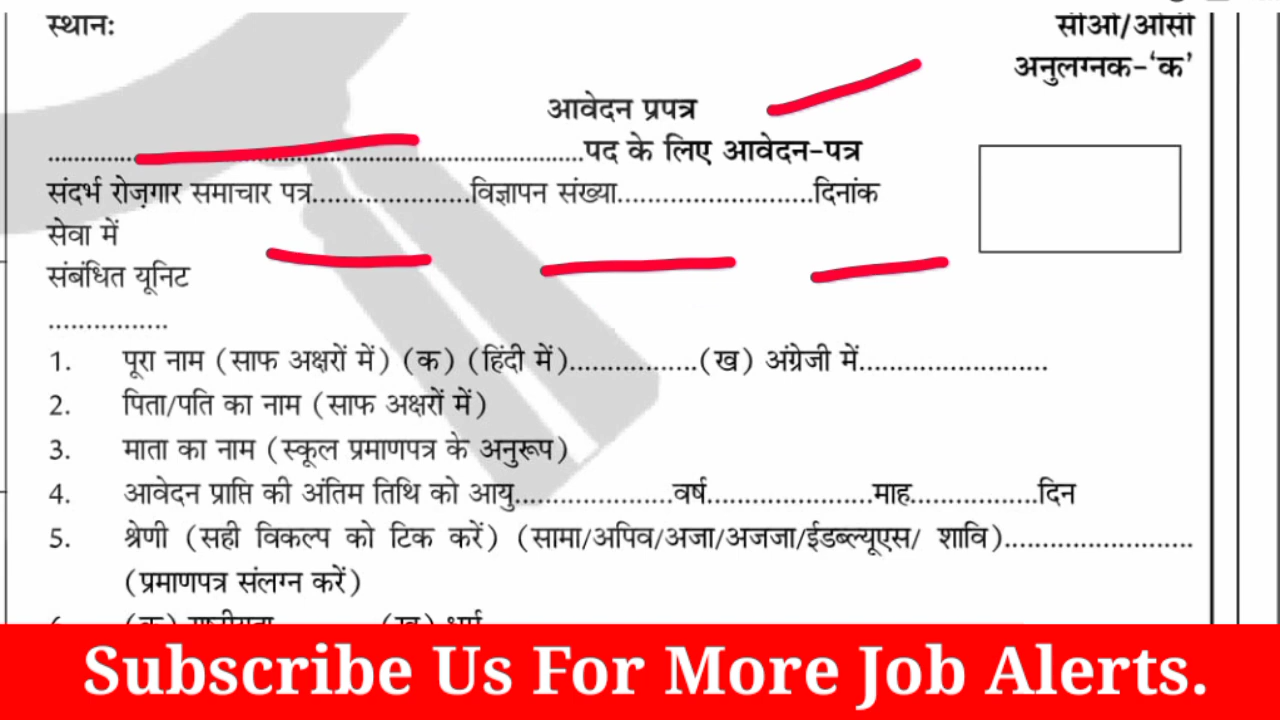 स्थानः
सीओ/ओसी
अनुलग्नक-‘क’
आवेदन प्रपत्र
......................................................................पद के लिए आवेदन-पत्र
संदर्भ रोज़गार समाचार पत्र.....................विज्ञापन संख्या..........................दिनांक
सेवा में
संबंधित यूनिट
................
1. पूरा नाम (साफ अक्षरों में) (क) (हिंदी में).................(ख) अंग्रेजी में.........................
2. पिता/पति का नाम (साफ अक्षरों में)
3. माता का नाम (स्कूल प्रमाणपत्र के अनुरूप)
4. आवेदन प्राप्ति की अंतिम तिथि को आयु.....................वर्ष......................माह.................दिन
5. श्रेणी (सही विकल्प को टिक करें) (सामा/अपिव/अजा/अजजा/ईडब्ल्यूएस/ शावि).........................
(प्रमाणपत्र संलग्न करें)
Subscribe Us For More Job Alerts.